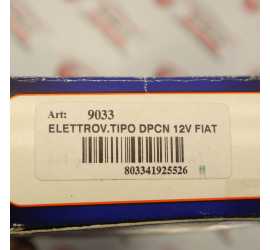 Art: 9033
ELETTROV.TIPO DPCN 12V FIAT
803341925526